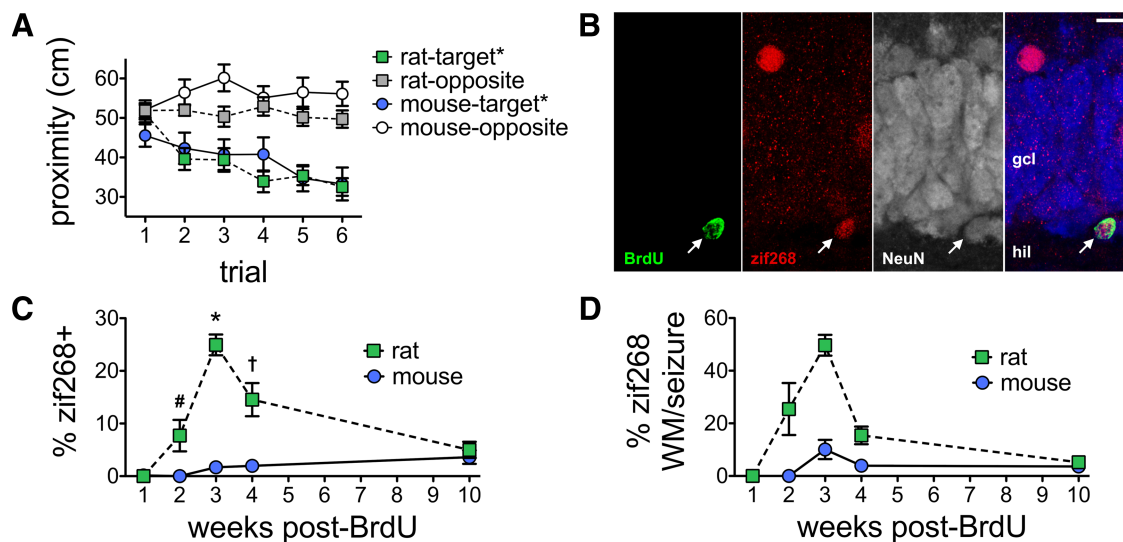 A
proximity (cm)
60
50
40
30
1 2 3 4 5 6
trial
rat-target*
rat-opposite
mouse-target*
mouse-opposite
B
BrdU
zif268
NeuN
gcl
hil
C
% zif268+
30
20
10
0
#
*
†
rat
mouse
1 2 3 4 5 6 7 8 9 10
weeks post-BrdU
D
% zif268
WM/seizure
60
40
20
0
rat
mouse
1 2 3 4 5 6 7 8 9 10
weeks post-BrdU